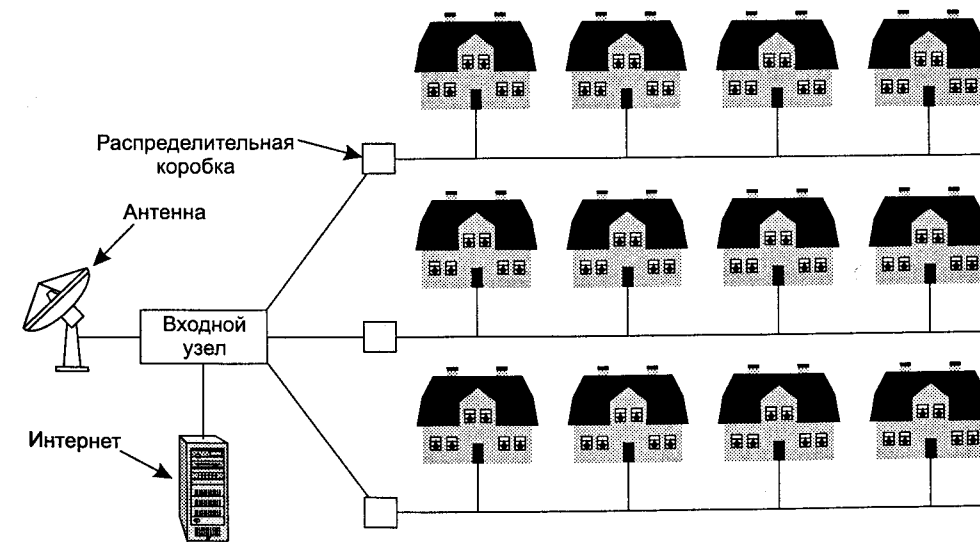 Распределительная
коробка
Антенна
Входной
узел
Интернет